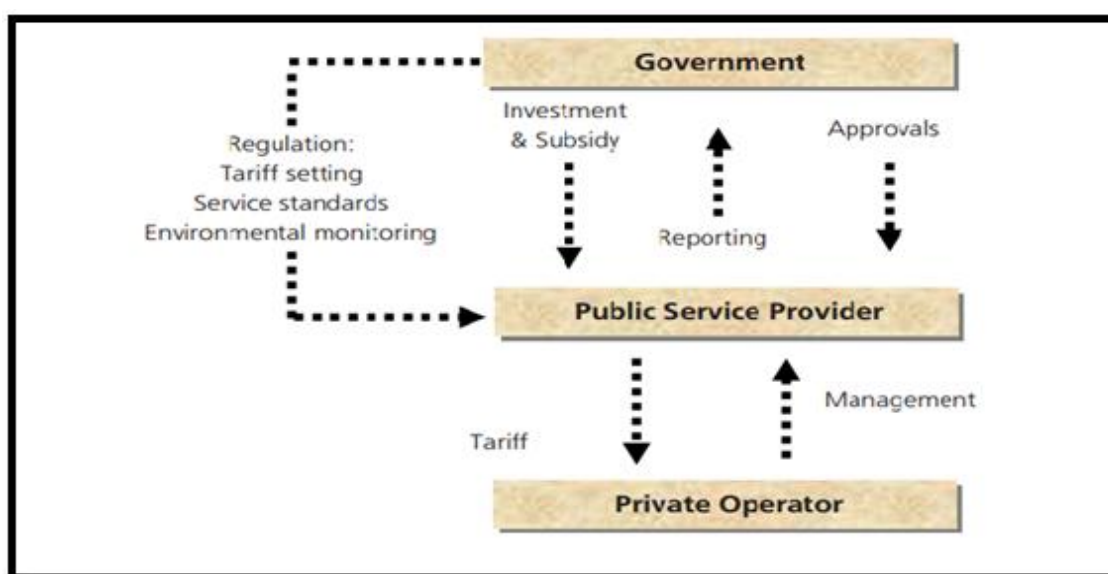 Government
Investment
& Subsidy
Approvals
Regulation:
Tariff setting
Service standards
Environmental monitoring
Reporting
Public Service Provider
Management
Tariff
Private Operator